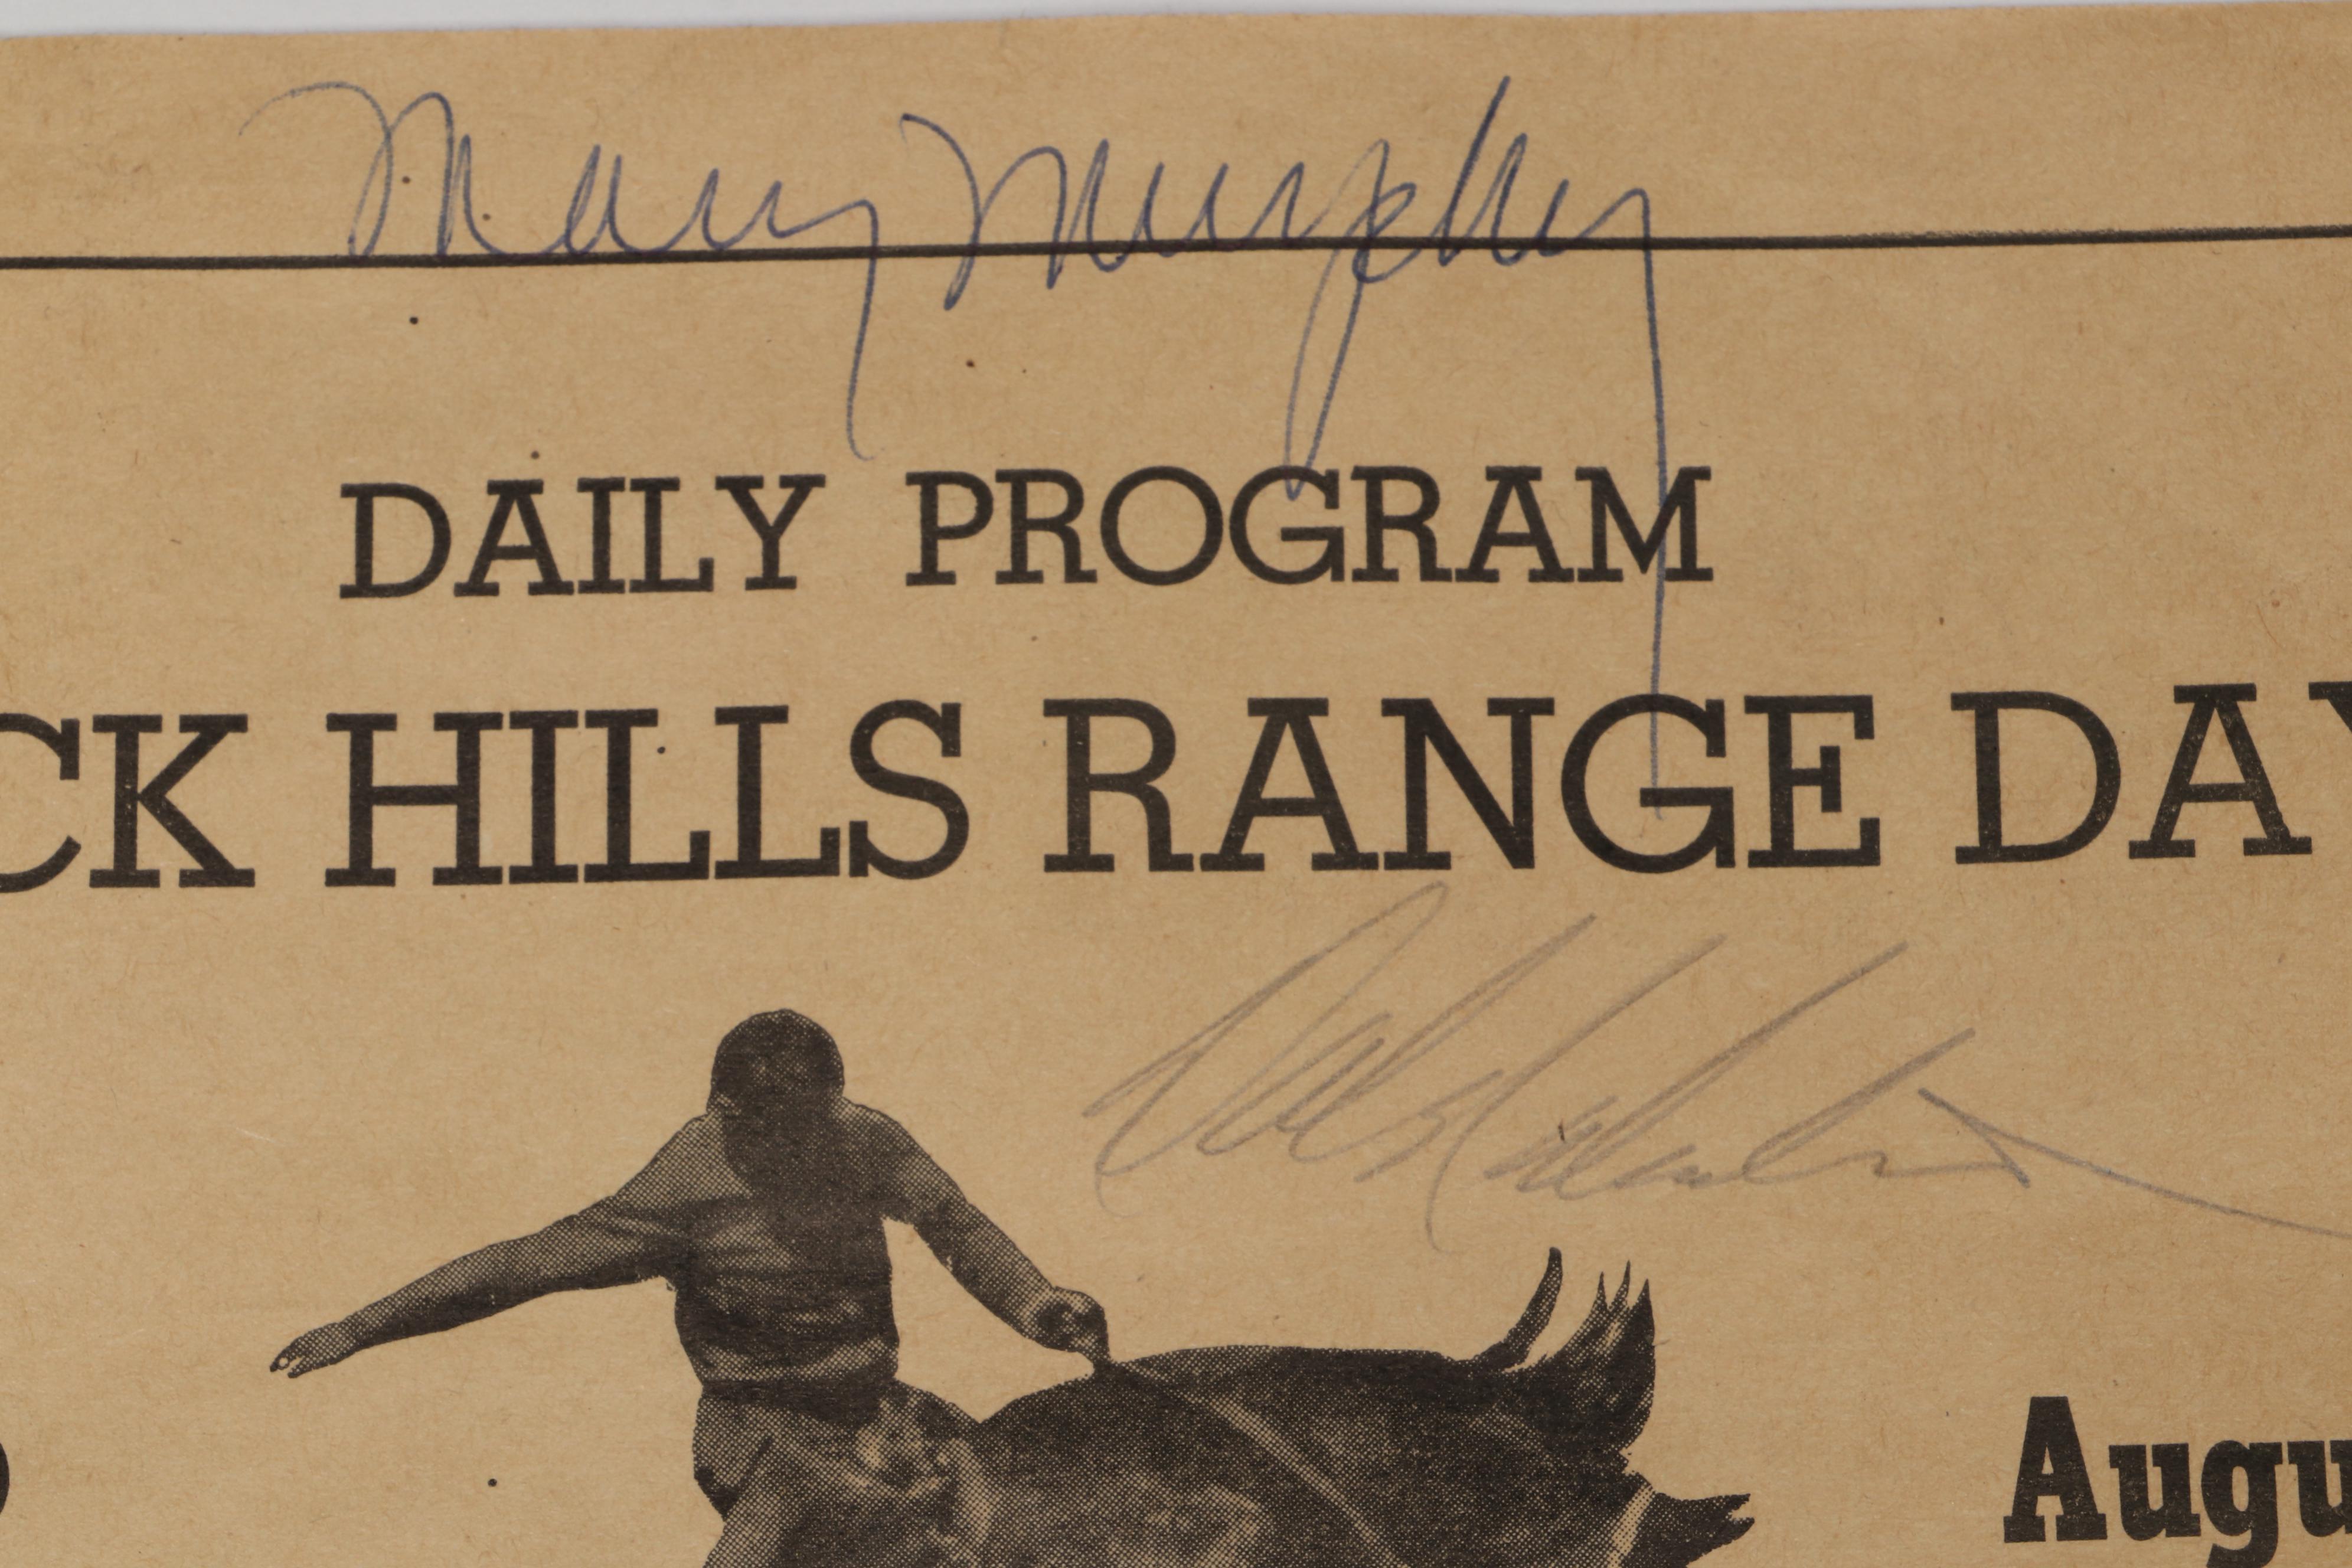 Mary Murphy
DAILY PROGRAM
CK HILLS RANGE DAY
Augu